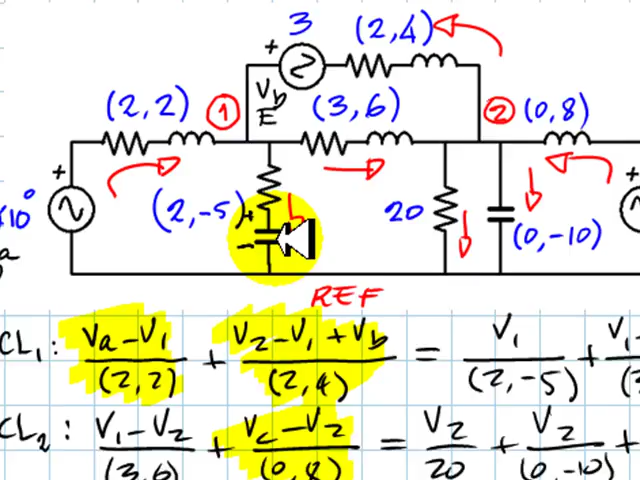 3
(2,4)
+
V_b
E
(2,2)
①
(3,6)
②
(0,8)
+
(2,-5)
+
-
20
(0,-10)
+
10°
a
REF
CL₁: (Va-V₁)/(2,2) + (V₂-V₁+V_b)/(2,4) = V₁/(2,-5) + V₁-
CL₂: (V₁-V₂)/(3,6) + (Vc-V₂)/(0,8) = V₂/20 + V₂/(0,-10) +